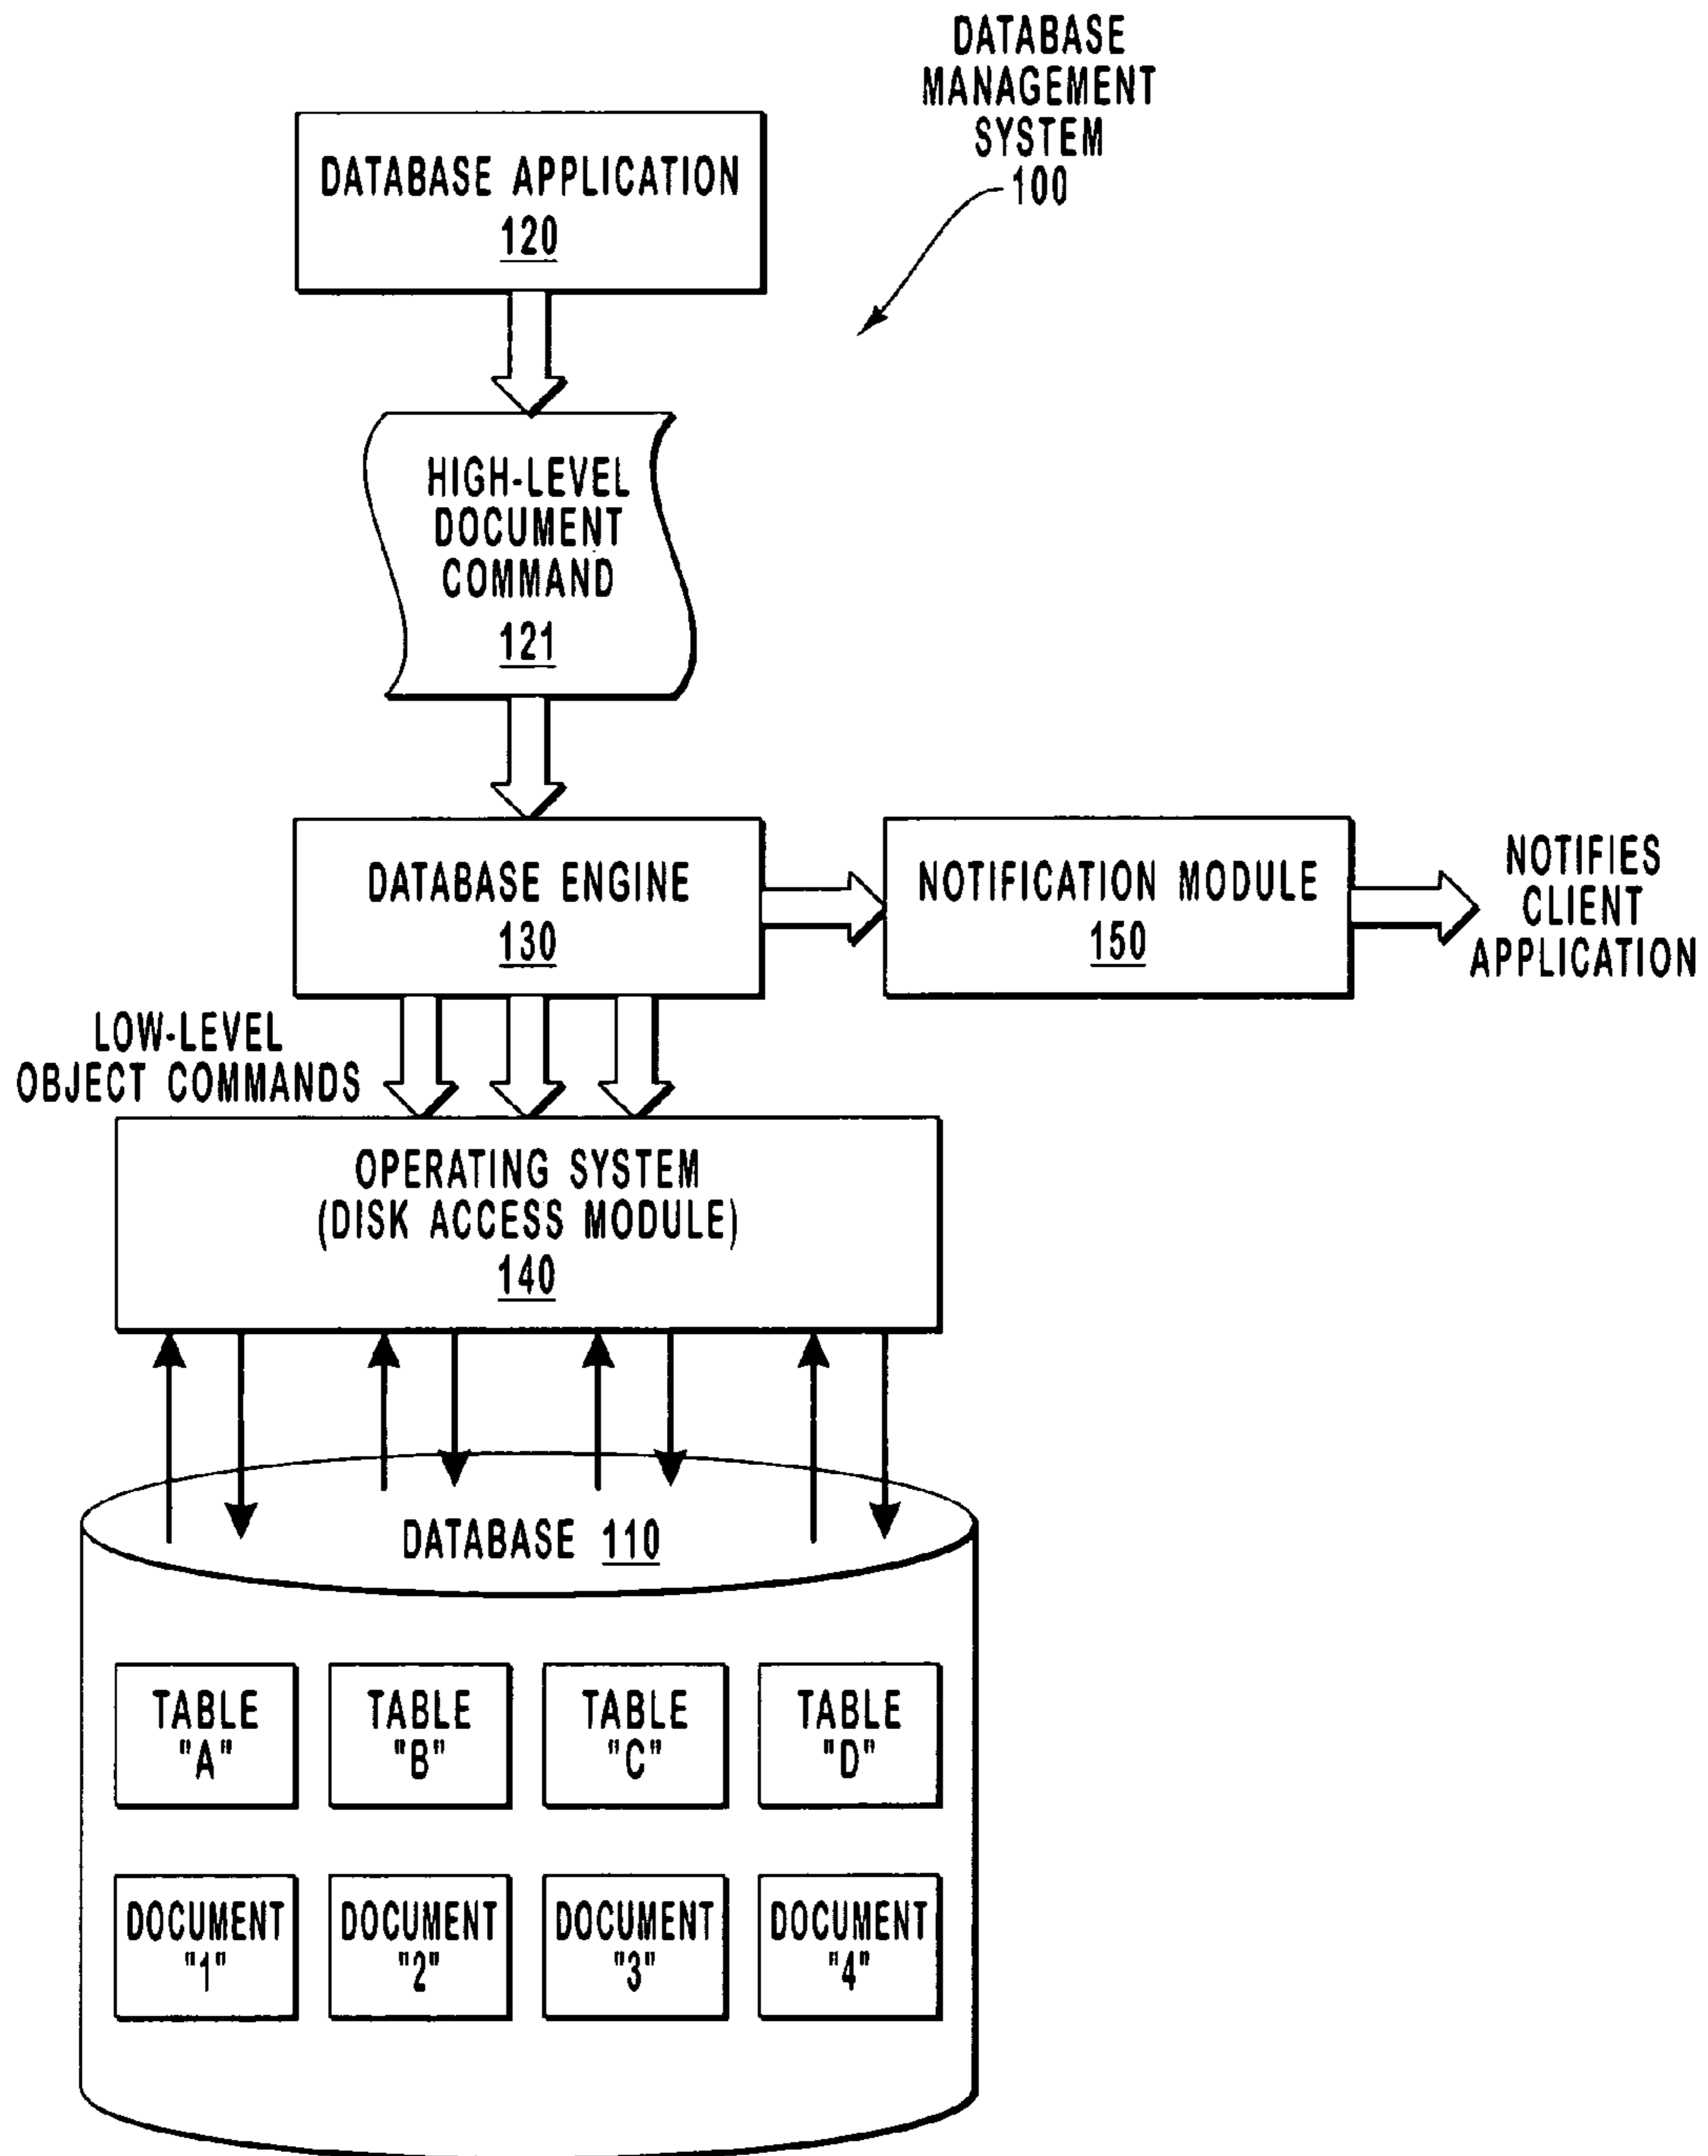 DATABASE
MANAGEMENT
SYSTEM
100
DATABASE APPLICATION
120
HIGH-LEVEL
DOCUMENT
COMMAND
121
DATABASE ENGINE
130
NOTIFICATION MODULE
150
NOTIFIES
CLIENT
APPLICATION
LOW-LEVEL
OBJECT COMMANDS
OPERATING SYSTEM
(DISK ACCESS MODULE)
140
DATABASE 110
TABLE
"A"
TABLE
"B"
TABLE
"C"
TABLE
"D"
DOCUMENT
"1"
DOCUMENT
"2"
DOCUMENT
"3"
DOCUMENT
"4"